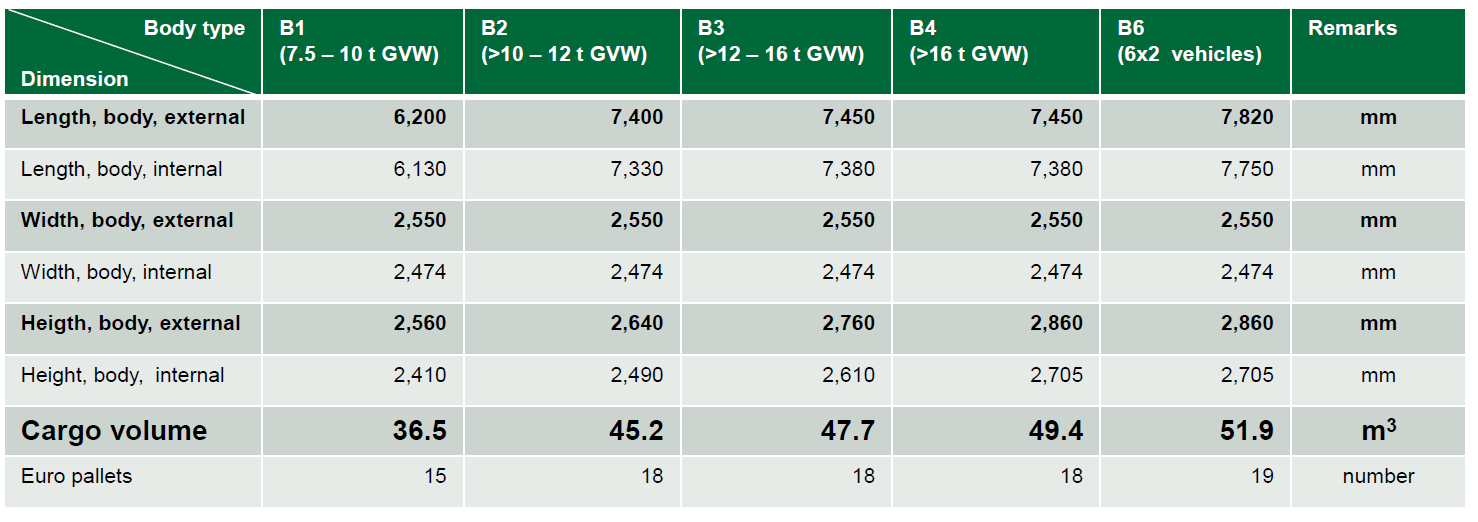 Body type B1 B2 B3 B4 B6 Remarks
(7.5 – 10 t GVW) (>10 – 12 t GVW) (>12 – 16 t GVW) (>16 t GVW) (6x2 vehicles)
Dimension
Length, body, external 6,200 7,400 7,450 7,450 7,820 mm
Length, body, internal 6,130 7,330 7,380 7,380 7,750 mm
Width, body, external 2,550 2,550 2,550 2,550 2,550 mm
Width, body, internal 2,474 2,474 2,474 2,474 2,474 mm
Heigth, body, external 2,560 2,640 2,760 2,860 2,860 mm
Height, body, internal 2,410 2,490 2,610 2,705 2,705 mm
Cargo volume 36.5 45.2 47.7 49.4 51.9 m³
Euro pallets 15 18 18 18 19 number